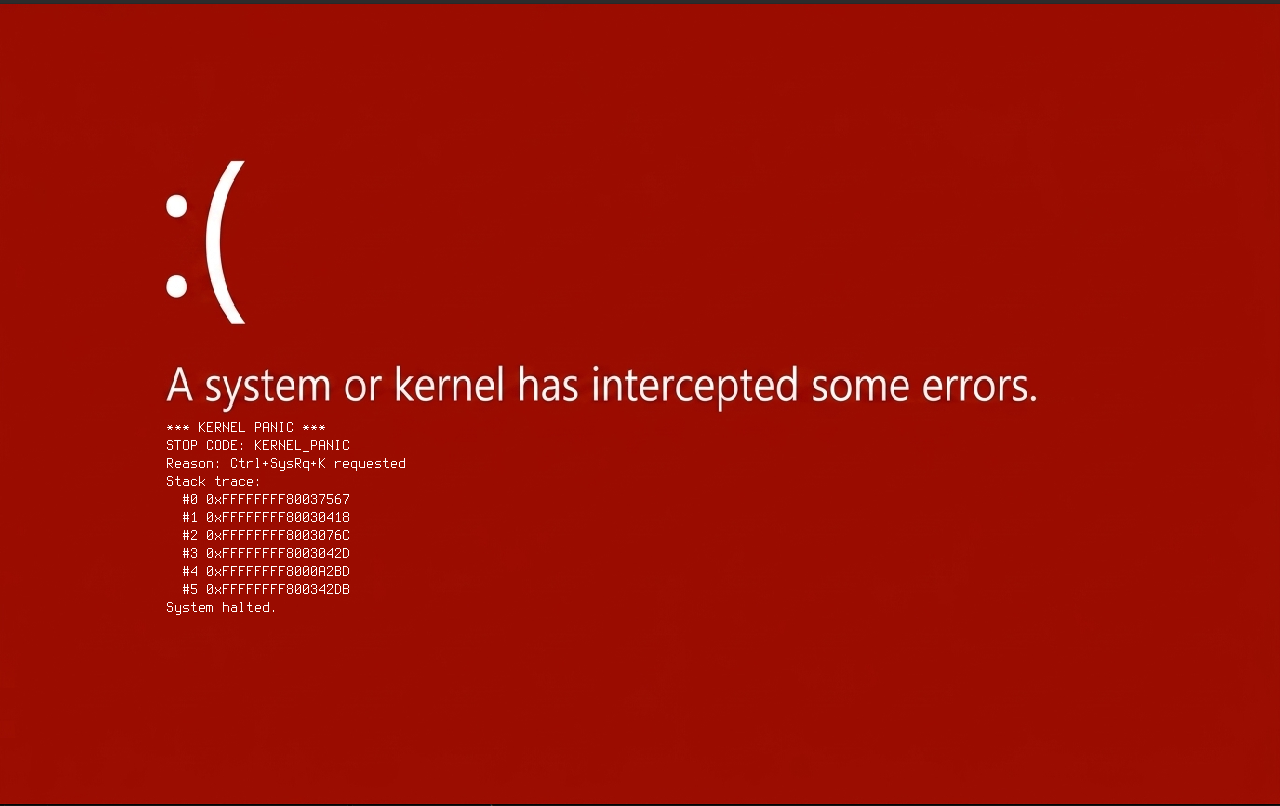 :(
A system or kernel has intercepted some errors.
*** KERNEL PANIC ***
STOP CODE: KERNEL_PANIC
Reason: Ctrl+SysRq+K requested
Stack trace:
#0 0xFFFFFFFF80037567
#1 0xFFFFFFFF80030418
#2 0xFFFFFFFF8003076C
#3 0xFFFFFFFF8003042D
#4 0xFFFFFFFF8000A2BD
#5 0xFFFFFFFF800342DB
System halted.